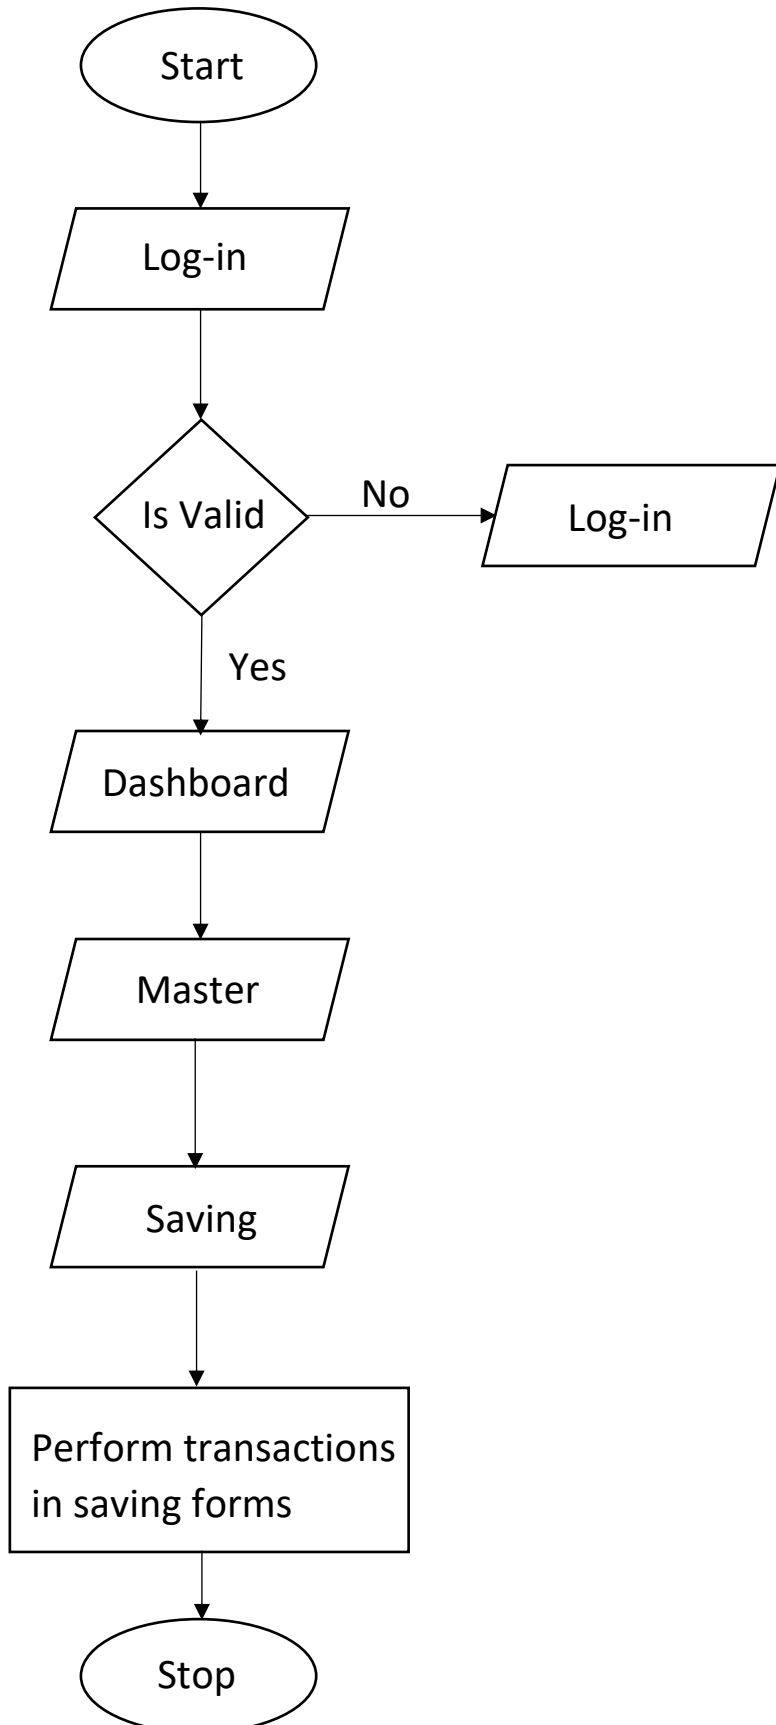 Start
Log-in
Is Valid
No
Log-in
Yes
Dashboard
Master
Saving
Perform transactions
in saving forms
Stop